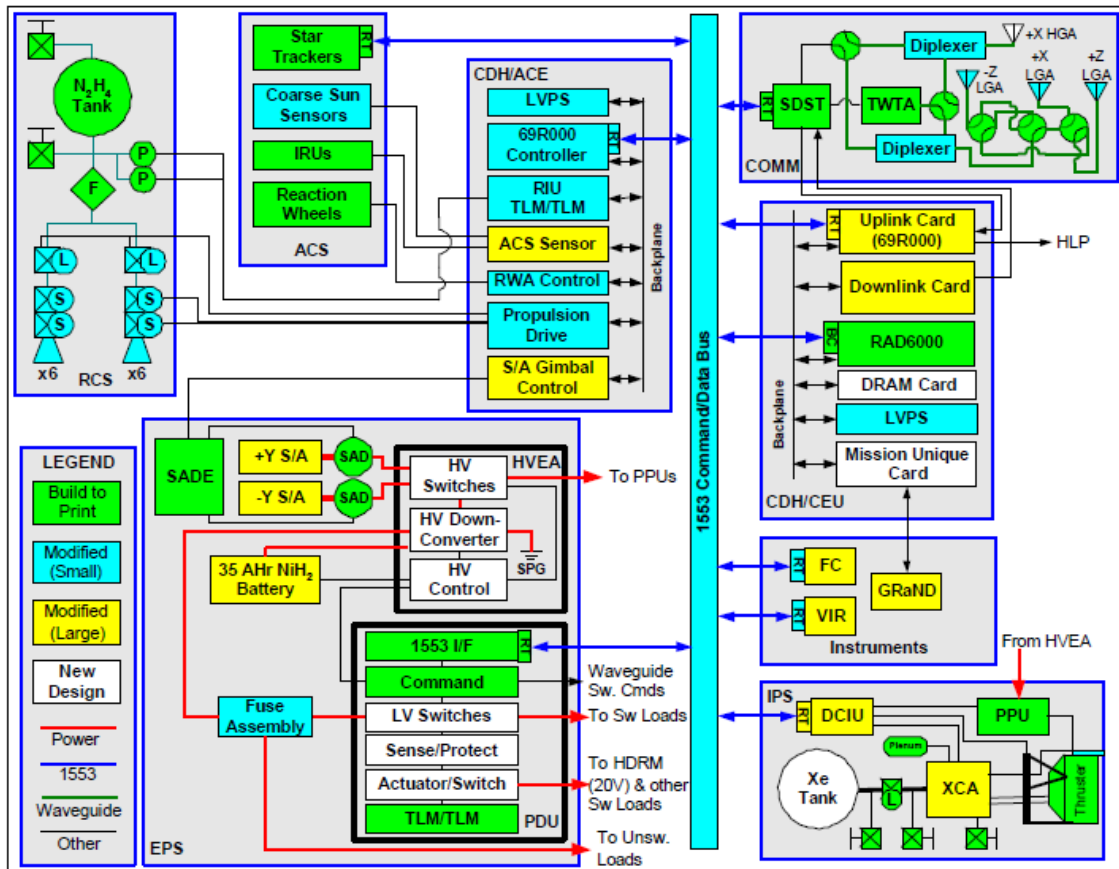 N2H4
Tank
P
P
F
L
L
S
S
S
S
x6
x6
RCS
Star
Trackers
RT
Coarse Sun
Sensors
IRUs
Reaction
Wheels
ACS
CDH/ACE
LVPS
69R000
Controller
RT
RIU
TLM/TLM
ACS Sensor
RWA Control
Propulsion
Drive
S/A Gimbal
Control
Backplane
1553 Command/Data Bus
+X HGA
Diplexer
-Z
LGA
+X
LGA
+Z
LGA
RT
SDST
TWTA
Diplexer
COMM
RT
Uplink Card
(69R000)
HLP
Downlink Card
BC
RAD6000
DRAM Card
LVPS
Mission Unique
Card
Backplane
CDH/CEU
RT
FC
RT
VIR
GRaND
Instruments
From HVEA
IPS
RT
DCIU
PPU
Plenum
Xe
Tank
L
XCA
Thruster
LEGEND
Build to
Print
Modified
(Small)
Modified
(Large)
New
Design
Power
1553
Waveguide
Other
SADE
+Y S/A
SAD
-Y S/A
SAD
35 AHr NiH2
Battery
HVEA
HV
Switches
HV Down-
Converter
HV
Control
SPG
To PPUs
1553 I/F
RT
Command
LV Switches
Sense/Protect
Actuator/Switch
TLM/TLM
PDU
Fuse
Assembly
EPS
Waveguide
Sw. Cmds
To Sw Loads
To HDRM
(20V) & other
Sw Loads
To Unsw.
Loads